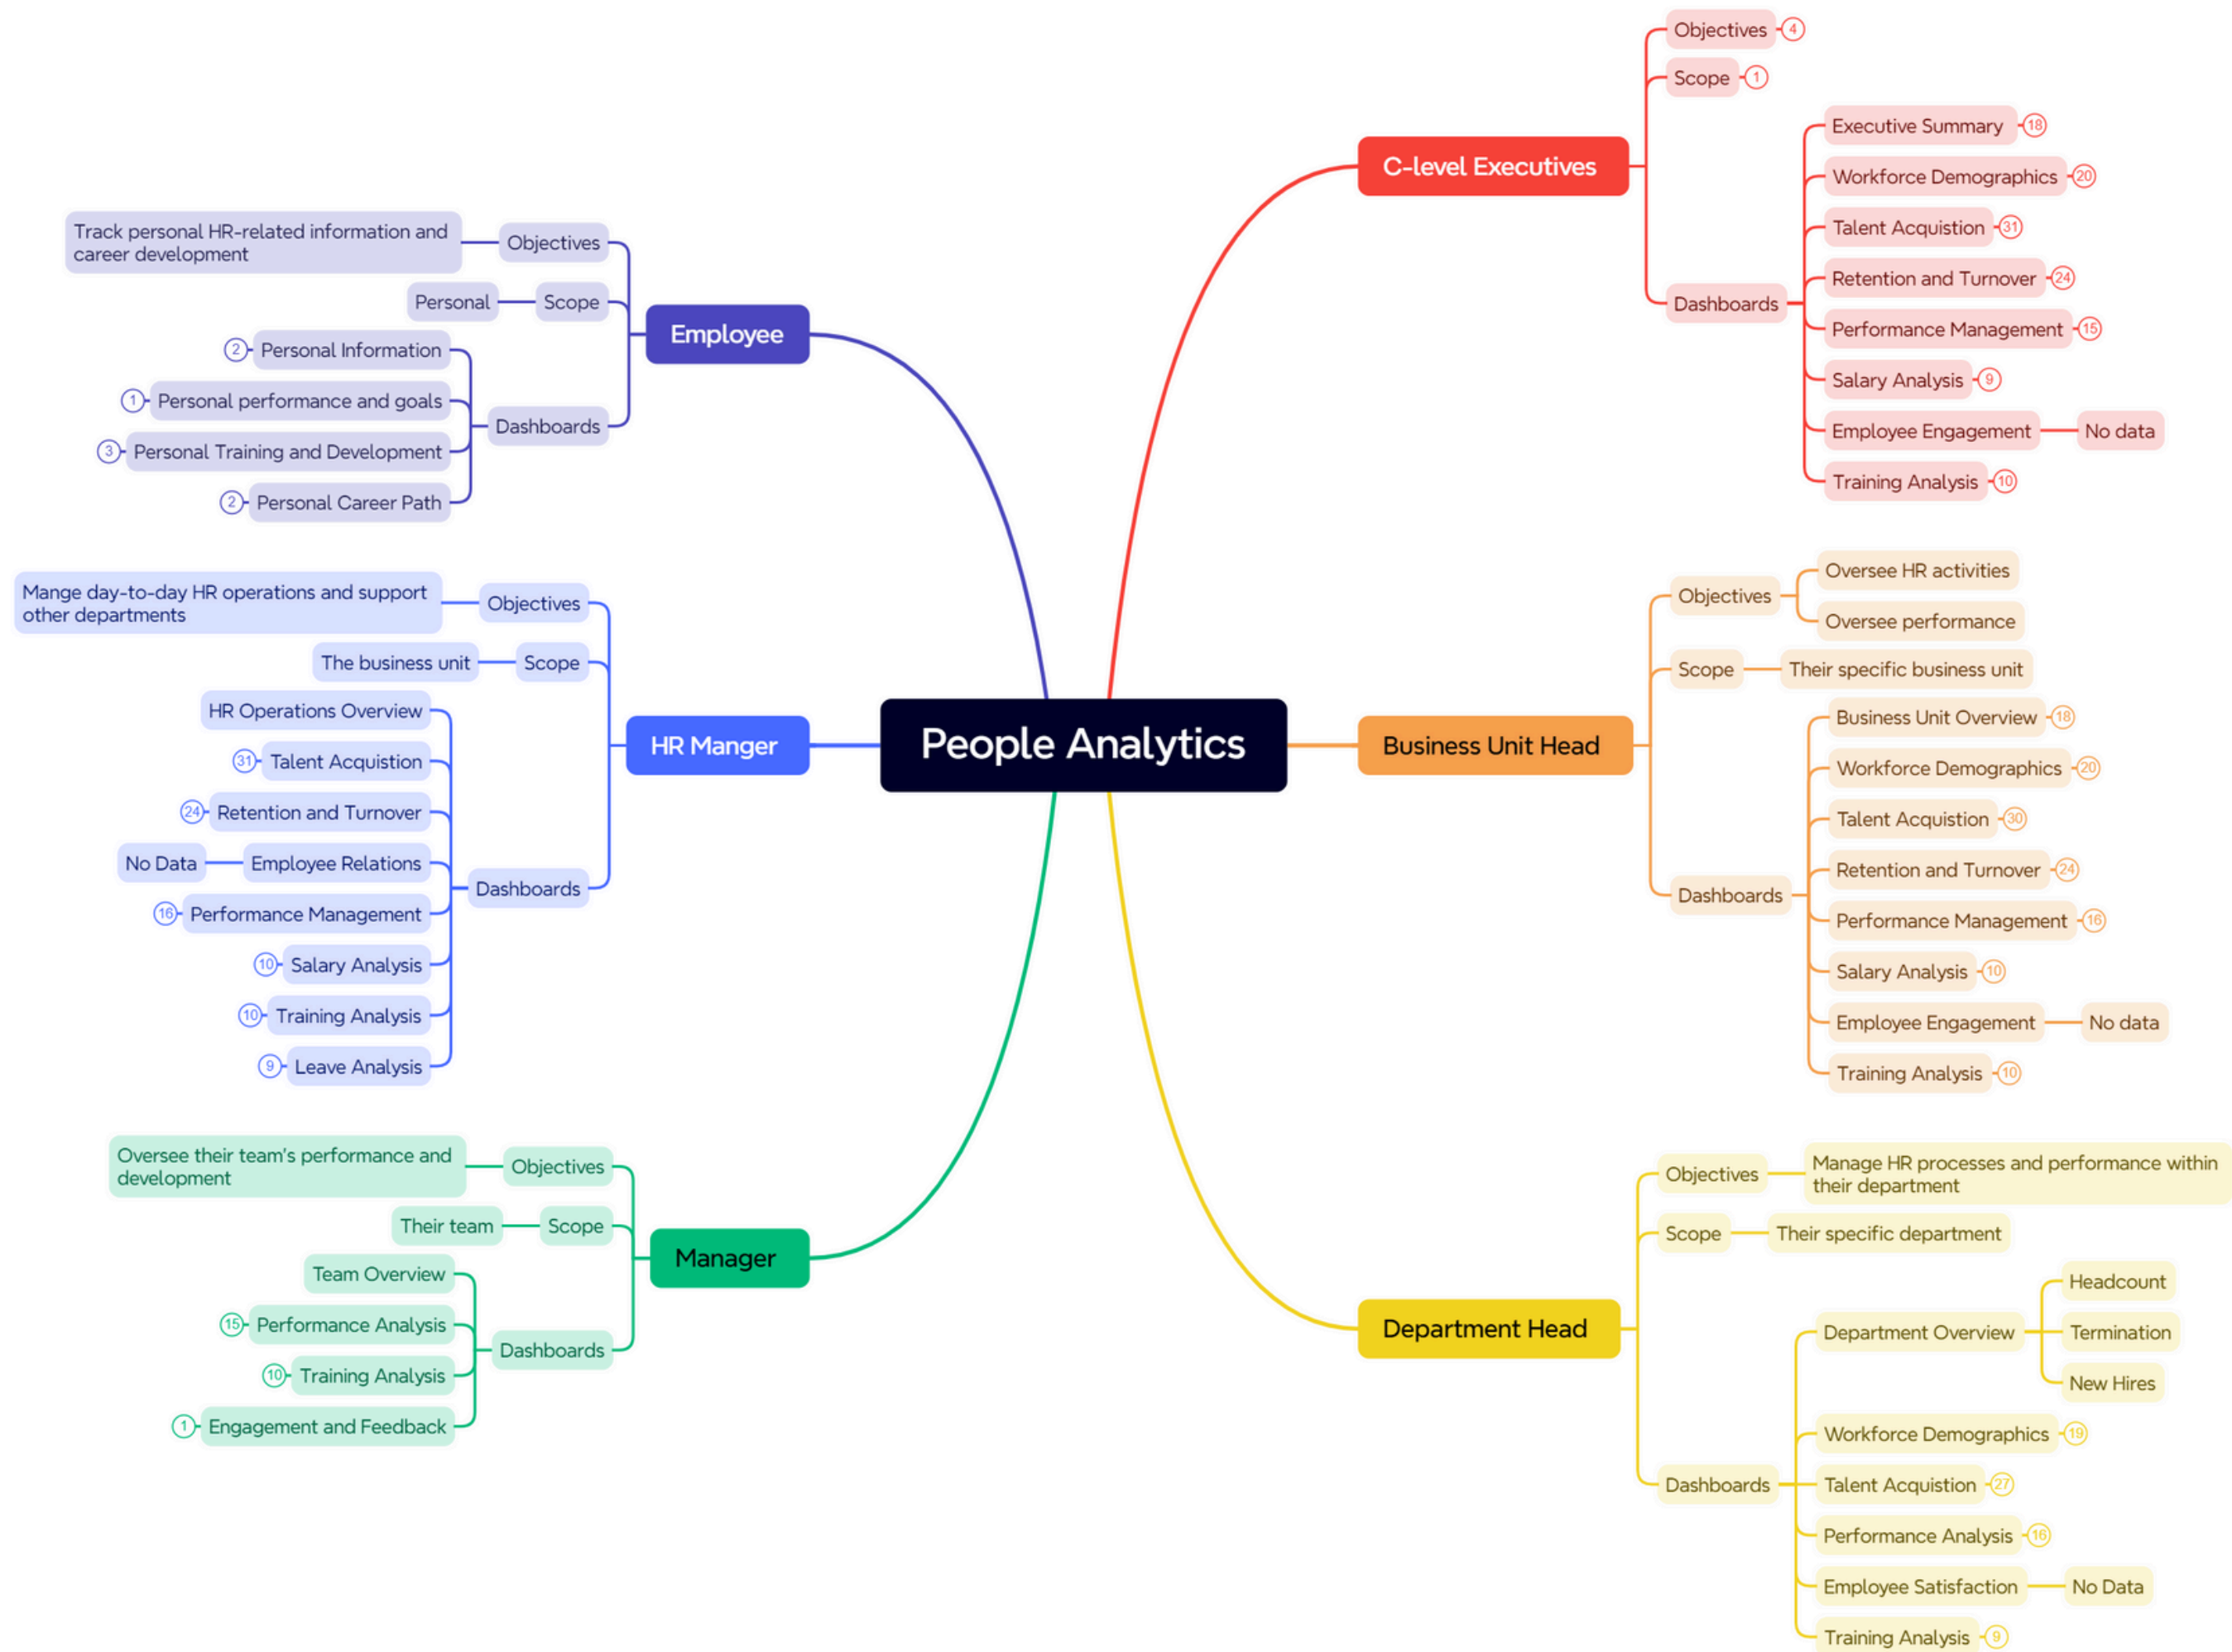 People Analytics
C-level Executives
Objectives
4
Scope
1
Dashboards
Executive Summary
18
Workforce Demographics
20
Talent Acquistion
31
Retention and Turnover
24
Performance Management
15
Salary Analysis
9
Employee Engagement
No data
Training Analysis
10
Business Unit Head
Objectives
Oversee HR activities
Oversee performance
Scope
Their specific business unit
Dashboards
Business Unit Overview
18
Workforce Demographics
20
Talent Acquistion
30
Retention and Turnover
24
Performance Management
16
Salary Analysis
10
Employee Engagement
No data
Training Analysis
10
Department Head
Objectives
Manage HR processes and performance within
their department
Scope
Their specific department
Dashboards
Department Overview
Headcount
Termination
New Hires
Workforce Demographics
19
Talent Acquistion
27
Performance Analysis
16
Employee Satisfaction
No Data
Training Analysis
9
Employee
Objectives
Track personal HR-related information and
career development
Scope
Personal
Dashboards
Personal Information
2
Personal performance and goals
1
Personal Training and Development
3
Personal Career Path
2
HR Manger
Objectives
Mange day-to-day HR operations and support
other departments
Scope
The business unit
Dashboards
HR Operations Overview
Talent Acquistion
31
Retention and Turnover
24
Employee Relations
No Data
Performance Management
16
Salary Analysis
10
Training Analysis
10
Leave Analysis
9
Manager
Objectives
Oversee their team's performance and
development
Scope
Their team
Dashboards
Team Overview
Performance Analysis
15
Training Analysis
10
Engagement and Feedback
1